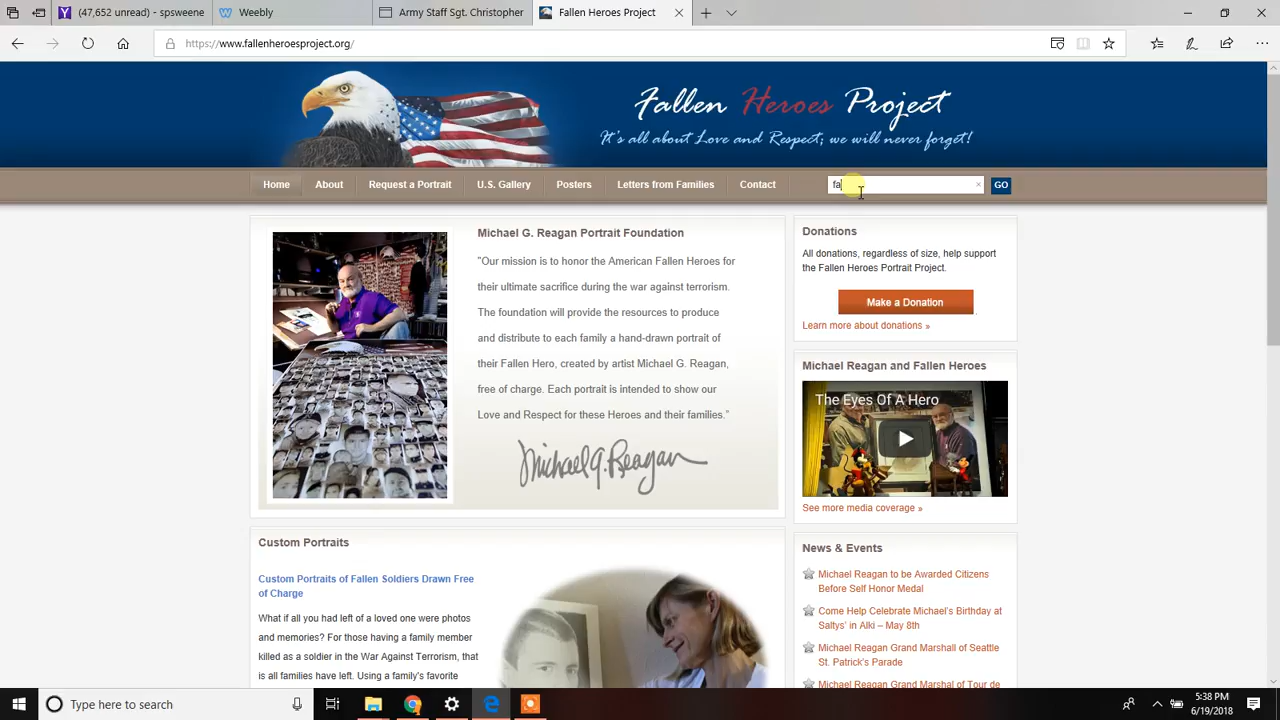 (47,652 unread) - spsweene
Weebly
Army Staff Sgt. Christopher
Fallen Heroes Project
https://www.fallenheroesproject.org/
Fallen Heroes Project
It's all about Love and Respect; we will never forget!
Home
About
Request a Portrait
U.S. Gallery
Posters
Letters from Families
Contact
fa
GO
Michael G. Reagan Portrait Foundation
"Our mission is to honor the American Fallen Heroes for
their ultimate sacrifice during the war against terrorism.
The foundation will provide the resources to produce
and distribute to each family a hand-drawn portrait of
their Fallen Hero, created by artist Michael G. Reagan,
free of charge. Each portrait is intended to show our
Love and Respect for these Heroes and their families."
Michael G. Reagan
Custom Portraits
Custom Portraits of Fallen Soldiers Drawn Free
of Charge
What if all you had left of a loved one were photos
and memories? For those having a family member
killed as a soldier in the War Against Terrorism, that
is all families have left. Using a family's favorite
Donations
All donations, regardless of size, help support
the Fallen Heroes Portrait Project.
Make a Donation
.
Learn more about donations »
Michael Reagan and Fallen Heroes
The Eyes Of A Hero
See more media coverage »
News & Events
Michael Reagan to be Awarded Citizens
Before Self Honor Medal
Come Help Celebrate Michael's Birthday at
Saltys' in Alki – May 8th
Michael Reagan Grand Marshall of Seattle
St. Patrick's Parade
Michael Reagan Grand Marshal of Tour de
Type here to search
5:38 PM
6/19/2018